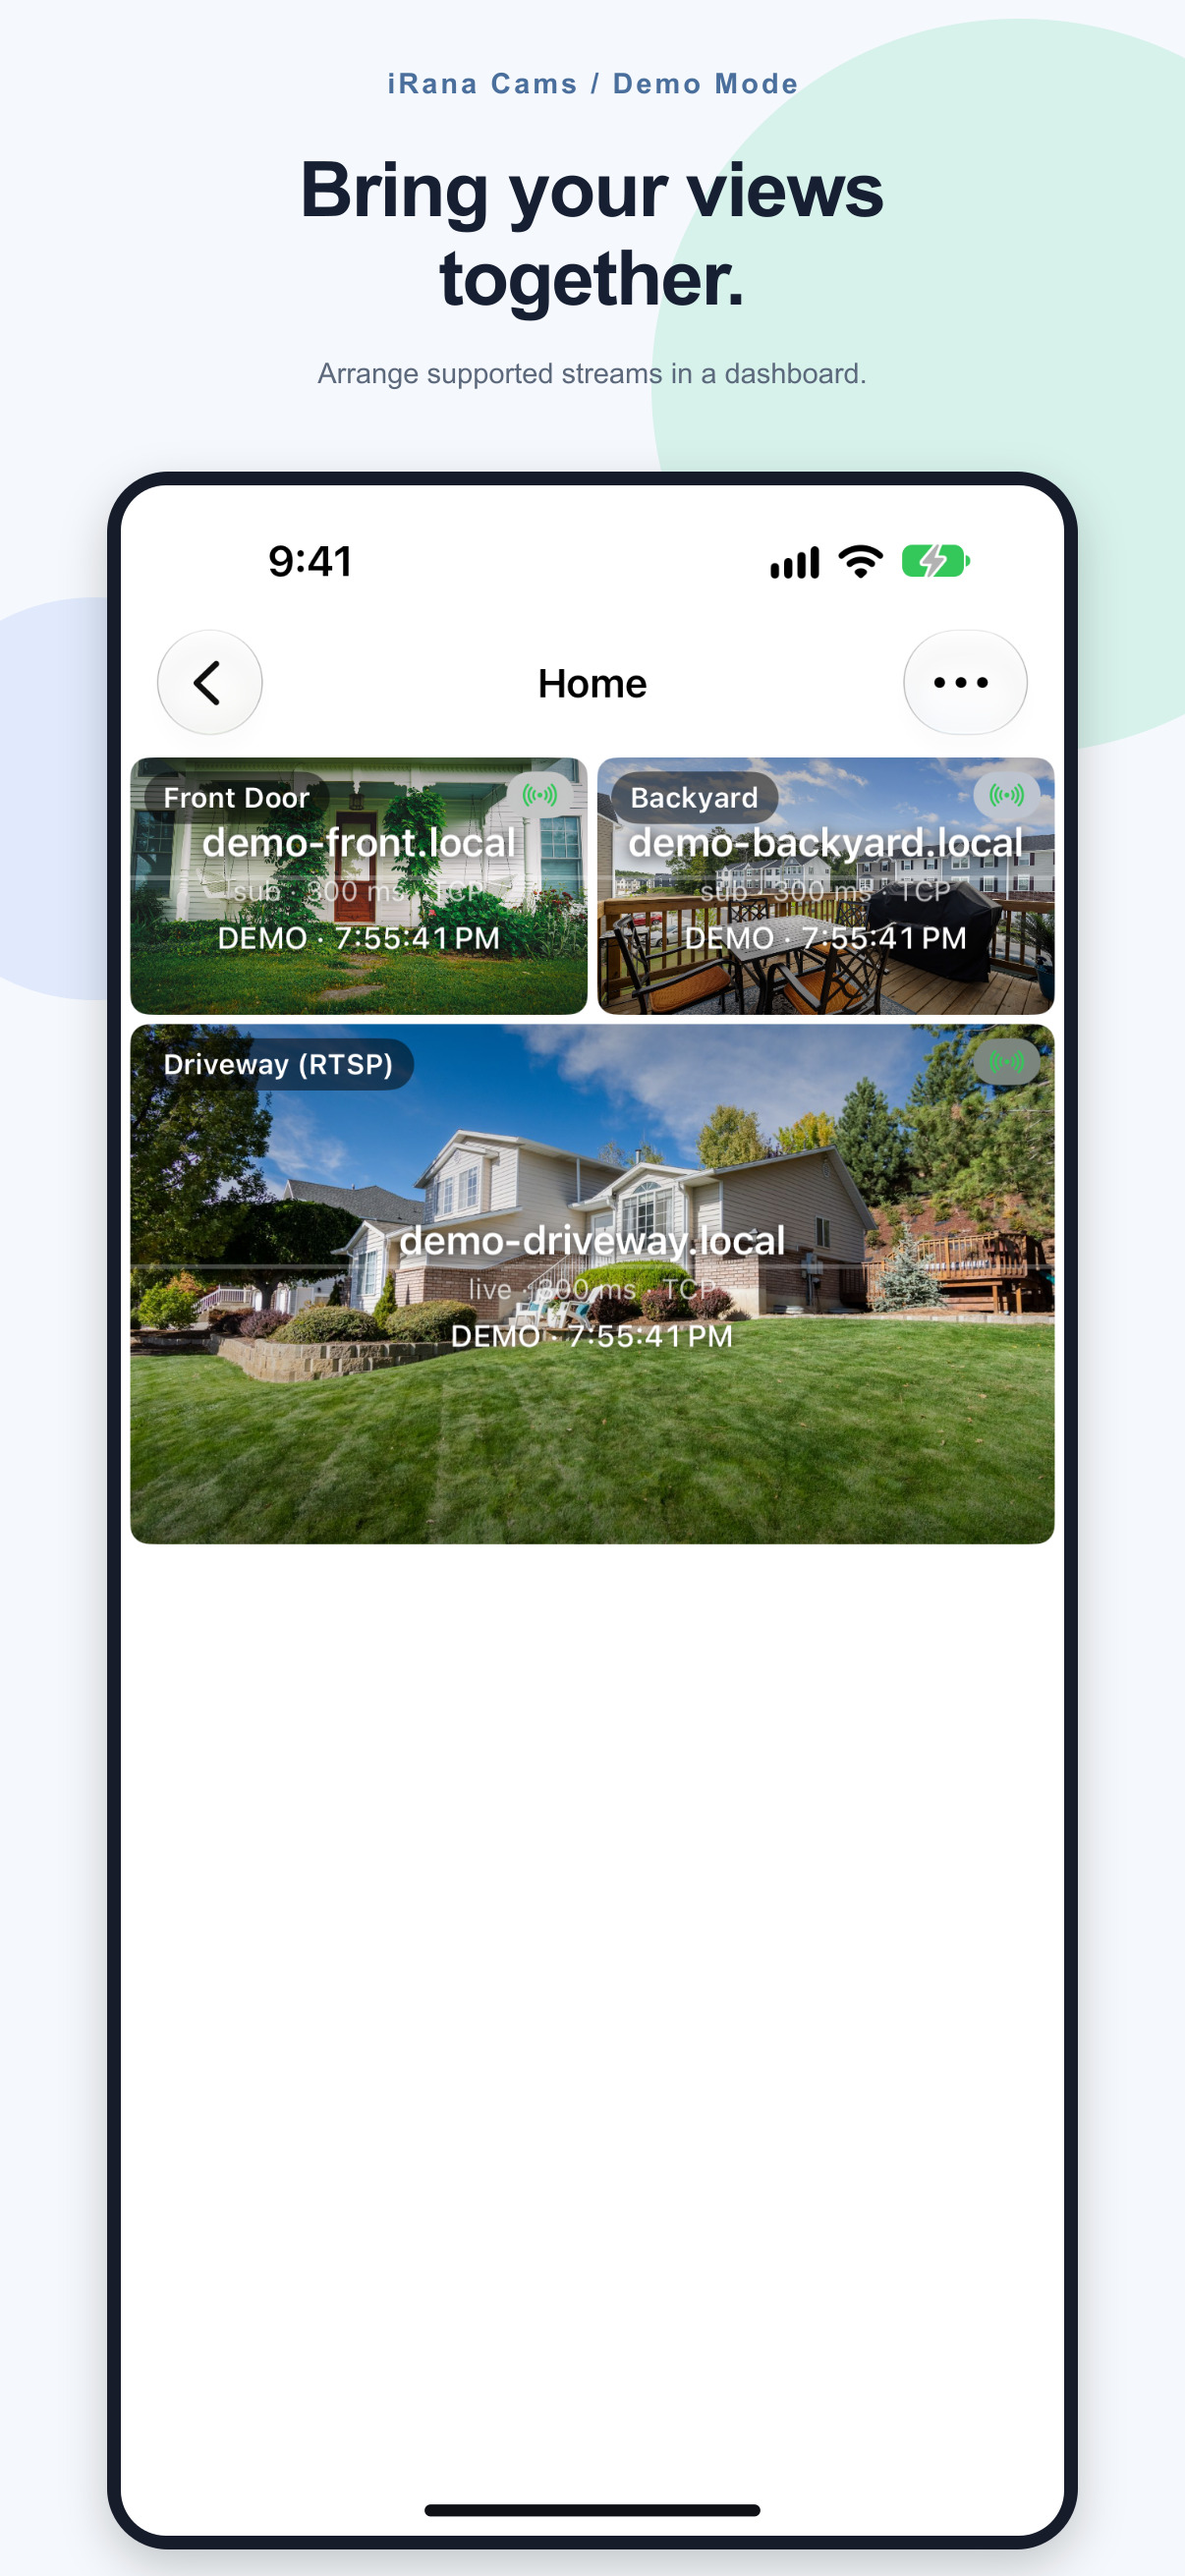 iRana Cams / Demo Mode
Bring your views
together.
Arrange supported streams in a dashboard.
9:41
Home
Front Door
demo-front.local
sub · 300 ms · TCP
DEMO · 7:55:41 PM
Backyard
demo-backyard.local
sub · 300 ms · TCP
DEMO · 7:55:41 PM
Driveway (RTSP)
demo-driveway.local
live · 300 ms · TCP
DEMO · 7:55:41 PM